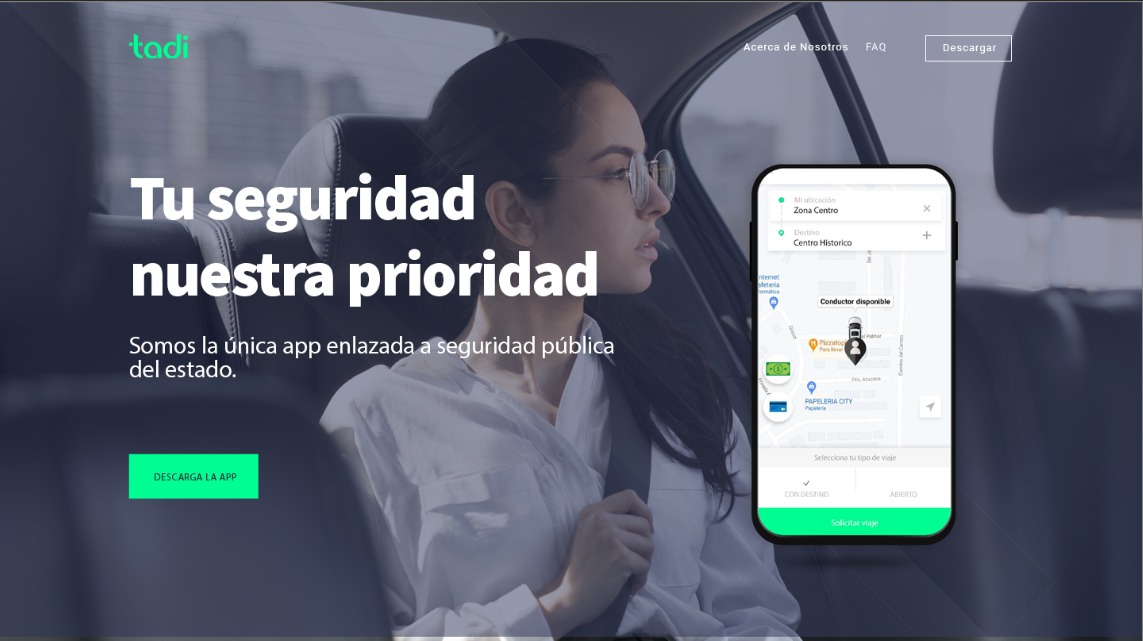 tadi
Acerca de Nosotros
FAQ
Descargar
Tu seguridad
nuestra prioridad
Somos la única app enlazada a seguridad pública
del estado.
DESCARGA LA APP
Mi ubicación
Zona Centro
Destino
Centro Historico
Conductor disponible
Pizzatop
Para llevar
PAPELERIA CITY
Papelería
Selecciona tu tipo de viaje
CON DESTINO
ABIERTO
Solicitar viaje